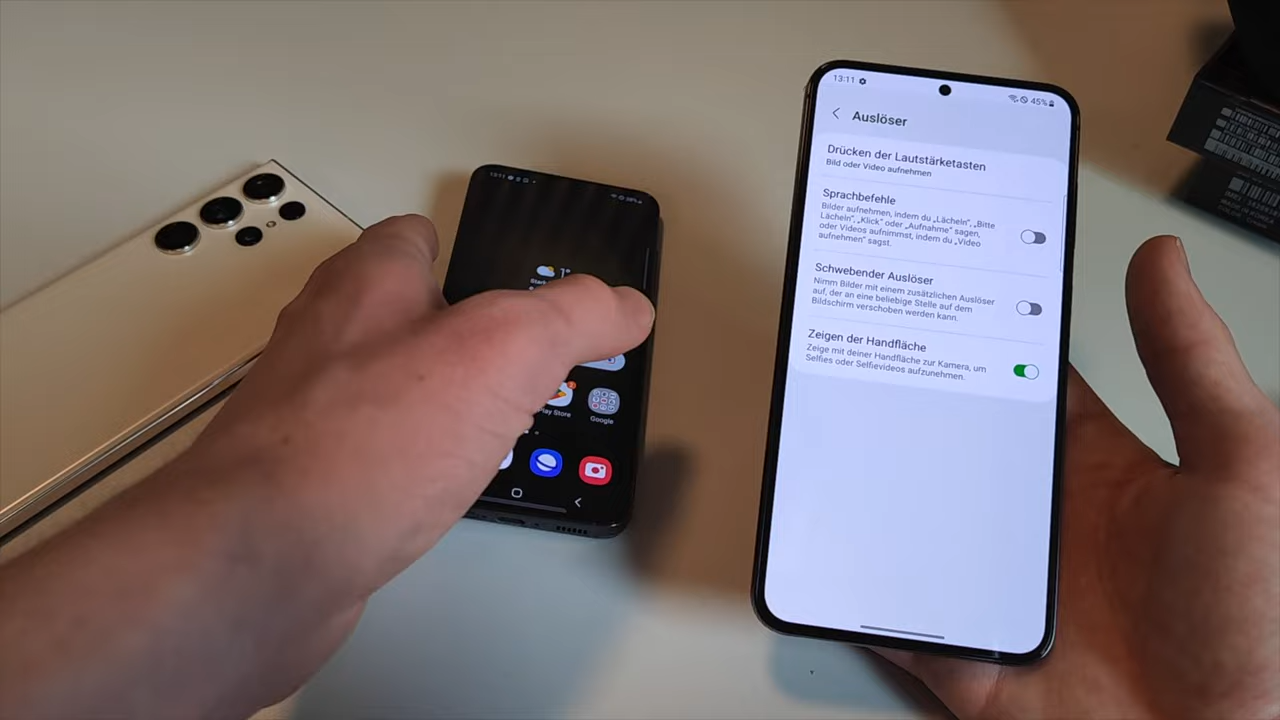 13:11
45%
Auslöser
Drücken der Lautstärketasten
Bild oder Video aufnehmen
Sprachbefehle
Bilder aufnehmen, indem du „Lächeln", „Bitte
Lächeln", „Klick" oder „Aufnahme" sagen,
oder Videos aufnimmst, indem du „Video
aufnehmen" sagst.
Schwebender Auslöser
Nimm Bilder mit einem zusätzlichen Auslöser
auf, der an eine beliebige Stelle auf dem
Bildschirm verschoben werden kann.
Zeigen der Handfläche
Zeige mit deiner Handfläche zur Kamera, um
Selfies oder Selfievideos aufzunehmen.
13:11
1°
Play Store
Google